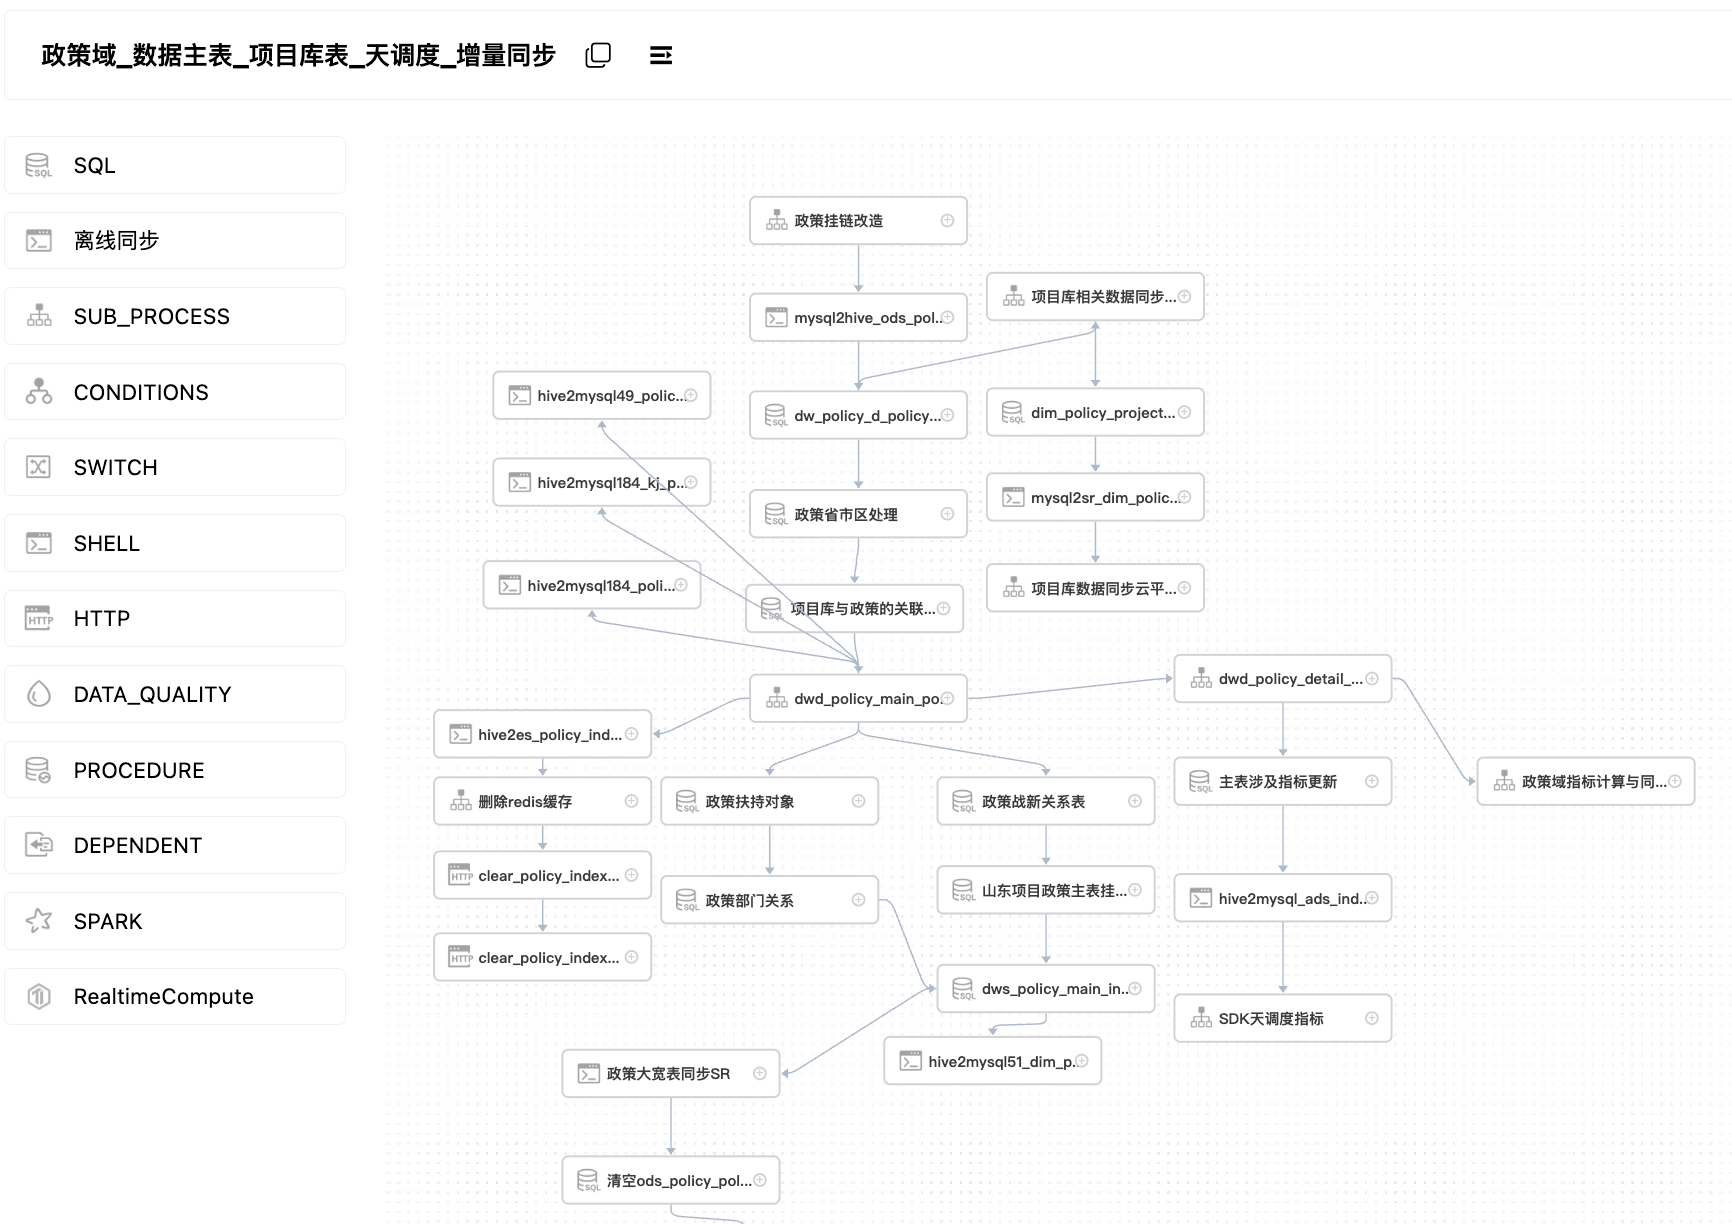 政策域_数据主表_项目库表_天调度_增量同步
SQL
离线同步
SUB_PROCESS
CONDITIONS
SWITCH
SHELL
HTTP
DATA_QUALITY
PROCEDURE
DEPENDENT
SPARK
RealtimeCompute
政策挂链改造
项目库相关数据同步...
mysql2hive_ods_pol...
hive2mysql49_polic...
dw_policy_d_policy...
dim_policy_project...
hive2mysql184_kj_p...
政策省市区处理
mysql2sr_dim_polic...
hive2mysql184_poli...
项目库与政策的关联...
项目库数据同步云平...
dwd_policy_main_po...
dwd_policy_detail_...
hive2es_policy_ind...
删除redis缓存
政策扶持对象
政策战新关系表
主表涉及指标更新
政策域指标计算与同...
clear_policy_index...
政策部门关系
山东项目政策主表挂...
hive2mysql_ads_ind...
clear_policy_index...
dws_policy_main_in...
SDK天调度指标
hive2mysql51_dim_p...
政策大宽表同步SR
清空ods_policy_pol...